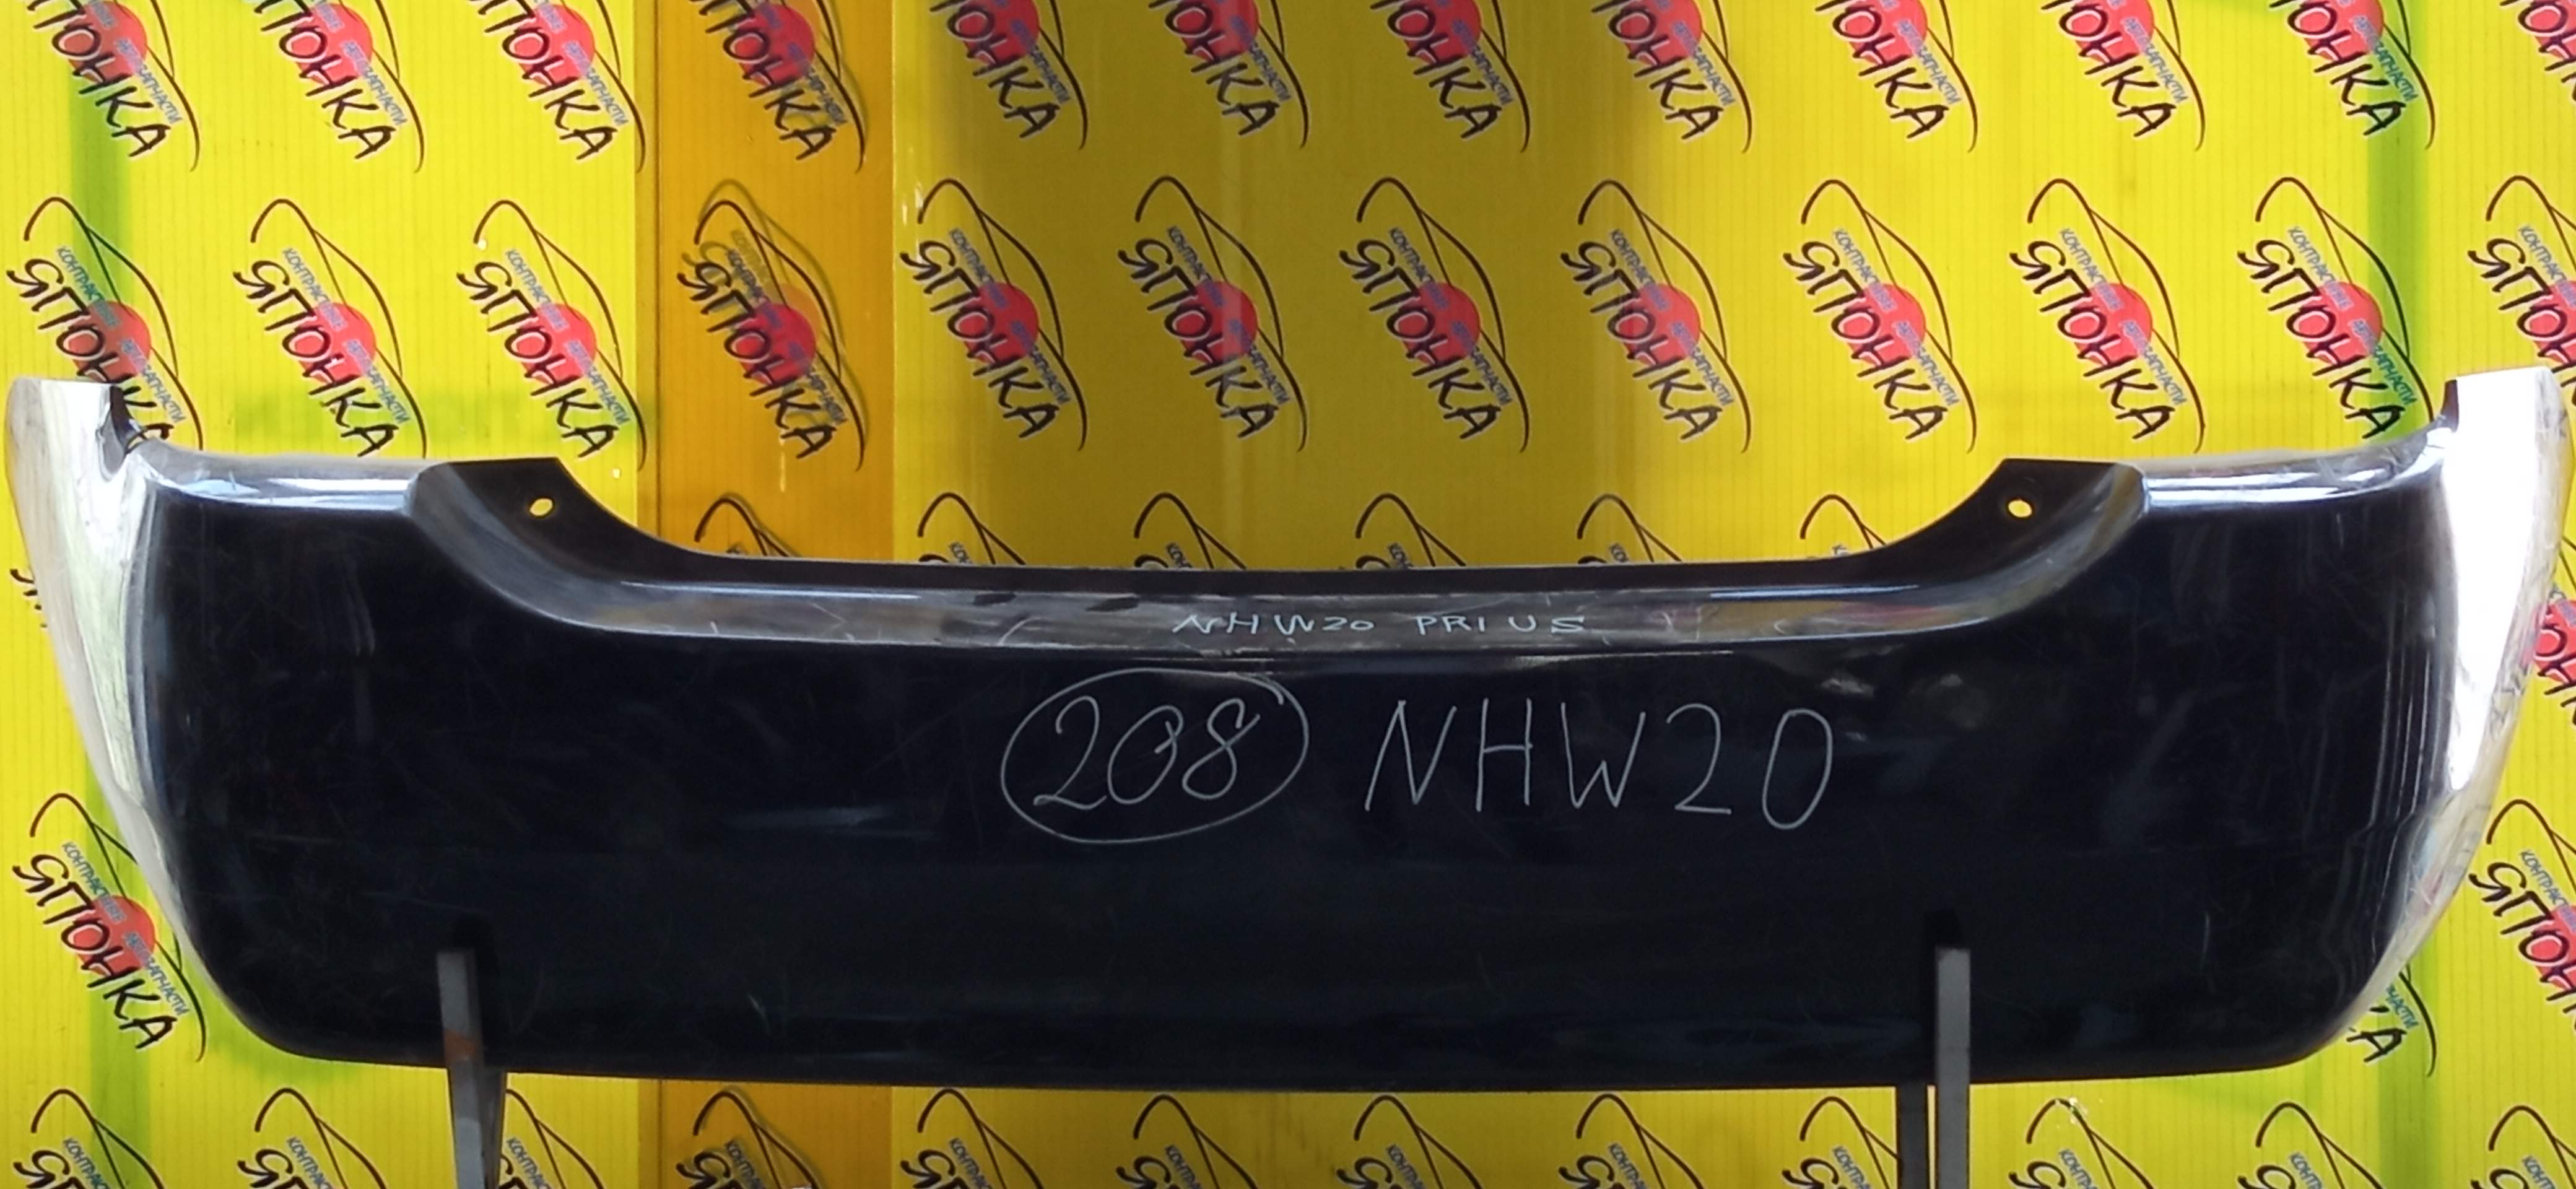 КОНТРАКТНЫЕ
АВТОЗАПЧАСТИ
ЯПОНКА
NHW20 PRIUS
208 NHW20